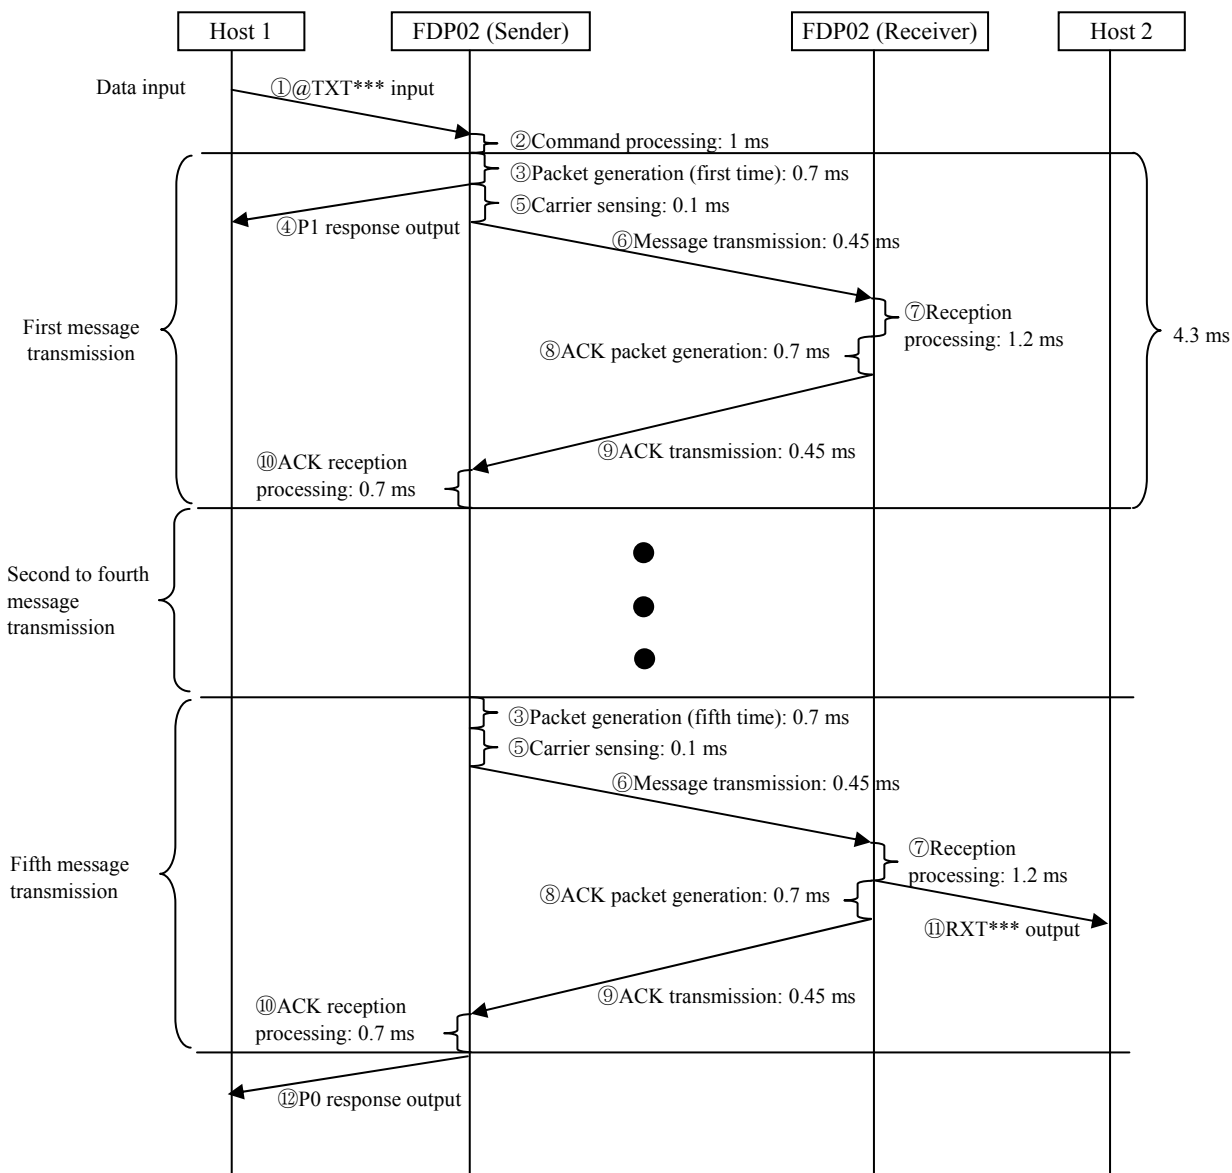 Host 1
FDP02 (Sender)
FDP02 (Receiver)
Host 2
Data input
①@TXT*** input
②Command processing: 1 ms
③Packet generation (first time): 0.7 ms
⑤Carrier sensing: 0.1 ms
④P1 response output
⑥Message transmission: 0.45 ms
First message
transmission
⑦Reception
processing: 1.2 ms
⑧ACK packet generation: 0.7 ms
4.3 ms
⑨ACK transmission: 0.45 ms
⑩ACK reception
processing: 0.7 ms
Second to fourth
message
transmission
③Packet generation (fifth time): 0.7 ms
⑤Carrier sensing: 0.1 ms
⑥Message transmission: 0.45 ms
Fifth message
transmission
⑦Reception
processing: 1.2 ms
⑧ACK packet generation: 0.7 ms
⑪RXT*** output
⑨ACK transmission: 0.45 ms
⑩ACK reception
processing: 0.7 ms
⑫P0 response output